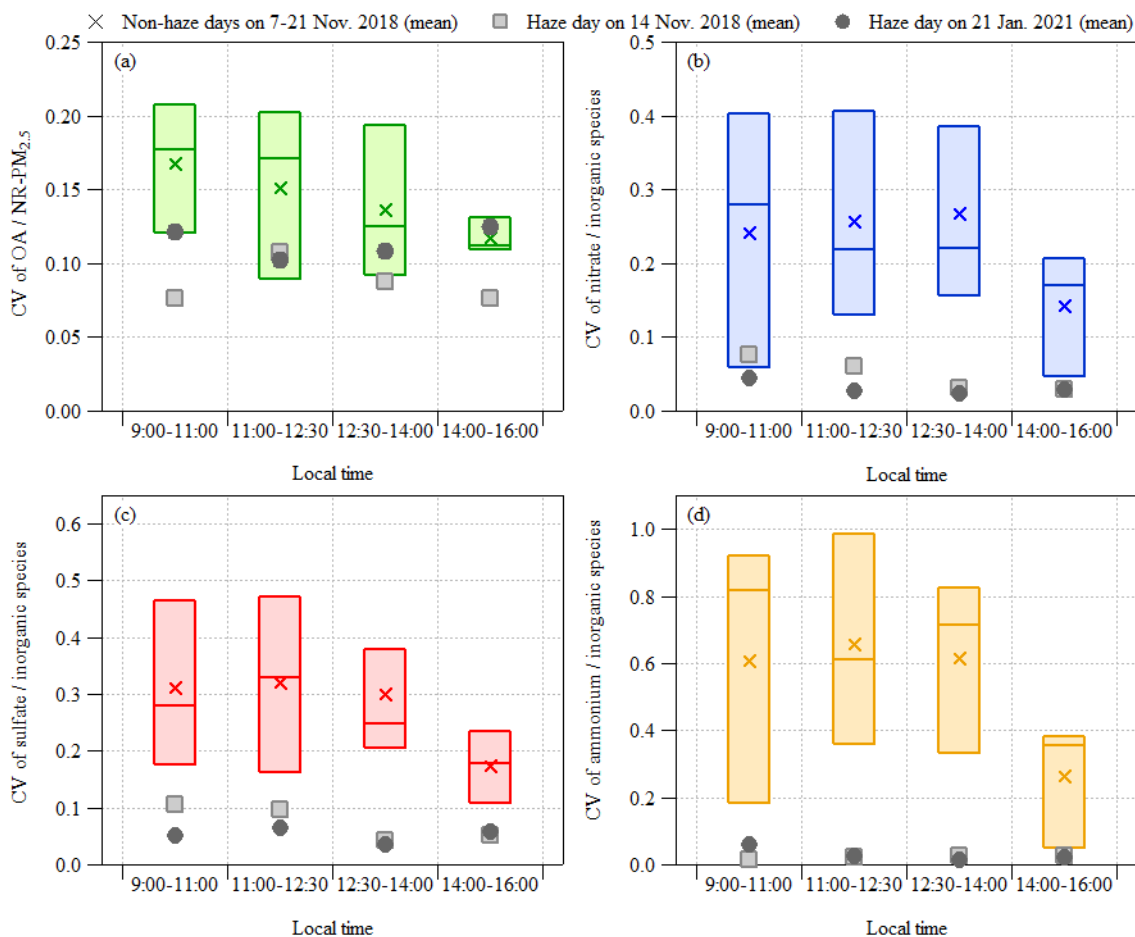 Non-haze days on 7-21 Nov. 2018 (mean) Haze day on 14 Nov. 2018 (mean) Haze day on 21 Jan. 2021 (mean)
(a)
0.25
0.20
0.15
0.10
0.05
0.00
CV of OA / NR-PM2.5
9:00-11:00 11:00-12:30 12:30-14:00 14:00-16:00
Local time
(b)
0.5
0.4
0.3
0.2
0.1
0.0
CV of nitrate / inorganic species
9:00-11:00 11:00-12:30 12:30-14:00 14:00-16:00
Local time
(c)
0.6
0.5
0.4
0.3
0.2
0.1
0.0
CV of sulfate / inorganic species
9:00-11:00 11:00-12:30 12:30-14:00 14:00-16:00
Local time
(d)
1.0
0.8
0.6
0.4
0.2
0.0
CV of ammonium / inorganic species
9:00-11:00 11:00-12:30 12:30-14:00 14:00-16:00
Local time